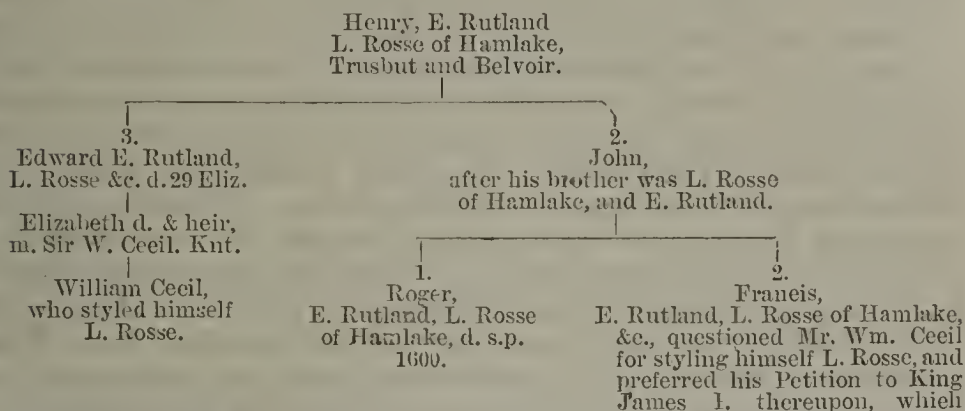 Henry, E. Rutland
L. Rosse of Hamlake,
Trusbut and Belvoir.
3.
Edward E. Rutland,
L. Rosse &c. d. 29 Eliz.
Elizabeth d. & heir,
m. Sir W. Cecil. Knt.
William Cecil,
who styled himself
L. Rosse.
2.
John,
after his brother was L. Rosse
of Hamlake, and E. Rutland.
1.
Roger,
E. Rutland, L. Rosse
of Hamlake, d. s.p.
1600.
2.
Francis,
E. Rutland, L. Rosse of Hamlake,
&c., questioned Mr. Wm. Cecil
for styling himself L. Rosse, and
preferred his Petition to King
James 1. thereupon, which